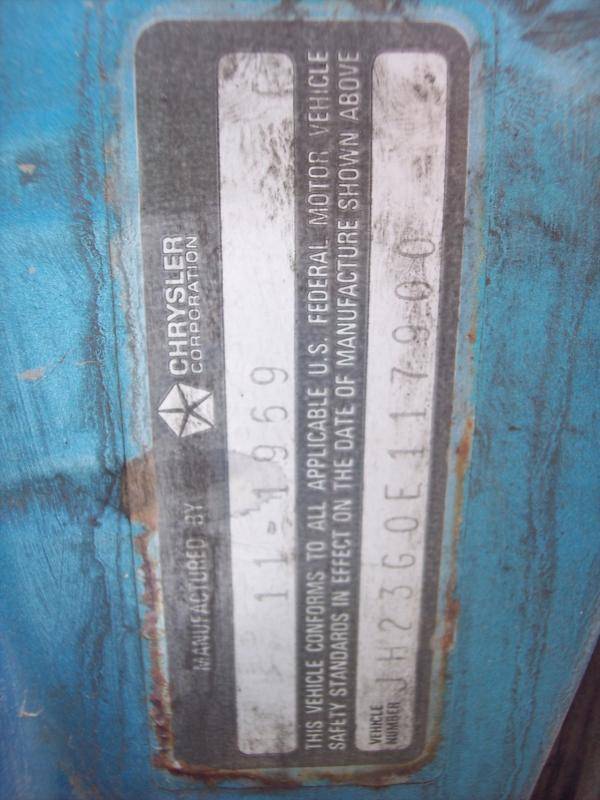 MANUFACTURED BY CHRYSLER
CORPORATION
11-1969
THIS VEHICLE CONFORMS TO ALL APPLICABLE U.S. FEDERAL MOTOR VEHICLE
SAFETY STANDARDS IN EFFECT ON THE DATE OF MANUFACTURE SHOWN ABOVE
VEHICLE
NUMBER JH23G0E117900